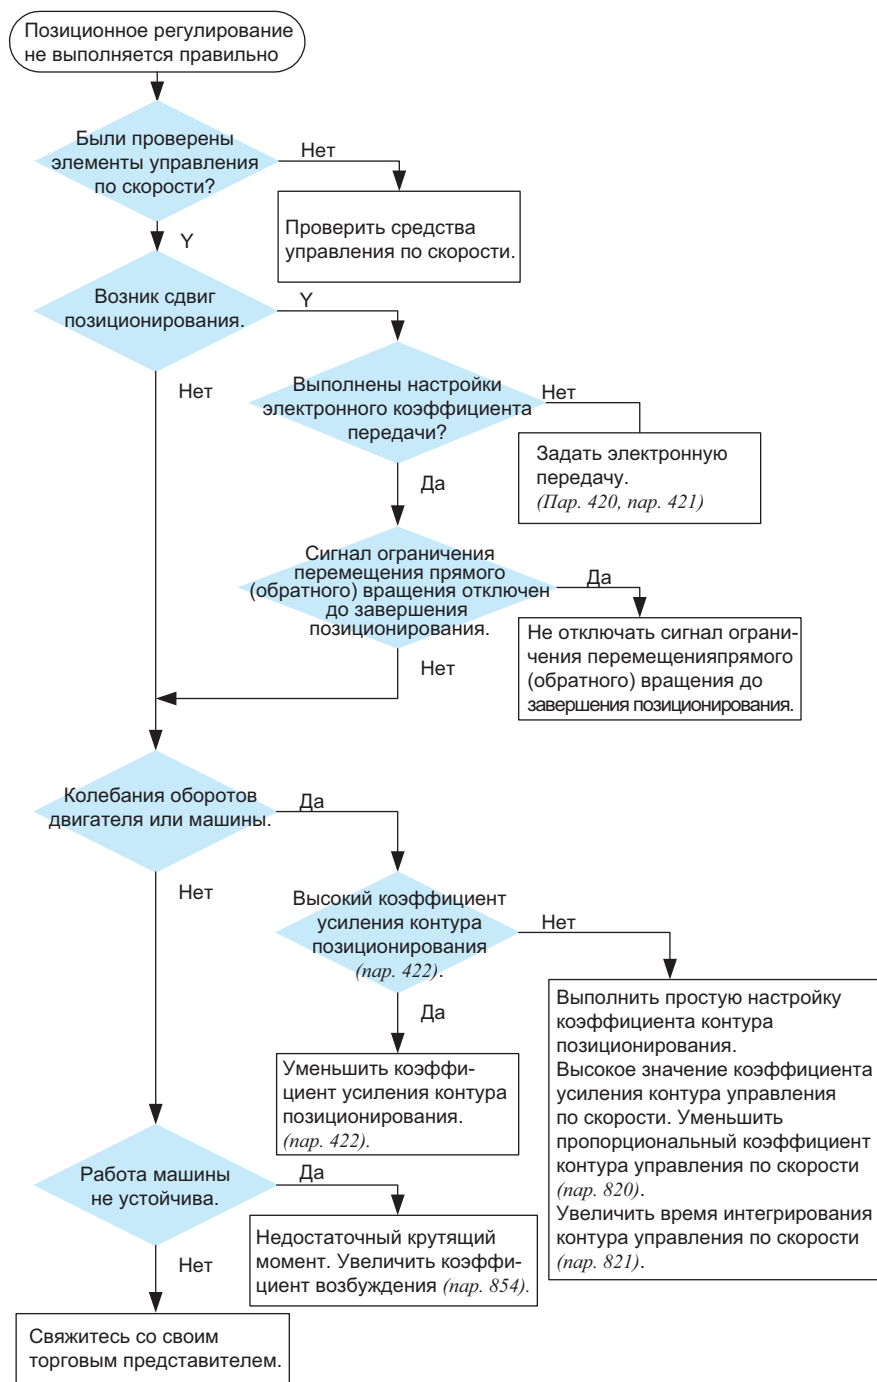 Позиционное регулирование
не выполняется правильно
Были проверены
элементы управления
по скорости?
Нет
Проверить средства
управления по скорости.
Y
Возник сдвиг
позиционирования.
Y
Нет
Выполнены настройки
электронного коэффициента
передачи?
Нет
Задать электронную
передачу.
(Пар. 420, пар. 421)
Да
Сигнал ограничения
перемещения прямого
(обратного) вращения отключен
до завершения
позиционирования.
Да
Не отключать сигнал ограни-
чения перемещенияпрямого
(обратного) вращения до
завершения позиционирования.
Нет
Колебания оборотов
двигателя или машины.
Да
Нет
Высокий коэффициент
усиления контура
позиционирования
(пар. 422).
Нет
Да
Уменьшить коэффи-
циент усиления контура
позиционирования.
(пар. 422).
Выполнить простую настройку
коэффициента контура
позиционирования.
Высокое значение коэффициента
усиления контура управления
по скорости. Уменьшить
пропорциональный коэффициент
контура управления по скорости
(пар. 820).
Увеличить время интегрирования
контура управления по скорости
(пар. 821).
Работа машины
не устойчива.
Да
Недостаточный крутящий
момент. Увеличить коэффи-
циент возбуждения (пар. 854).
Нет
Свяжитесь со своим
торговым представителем.